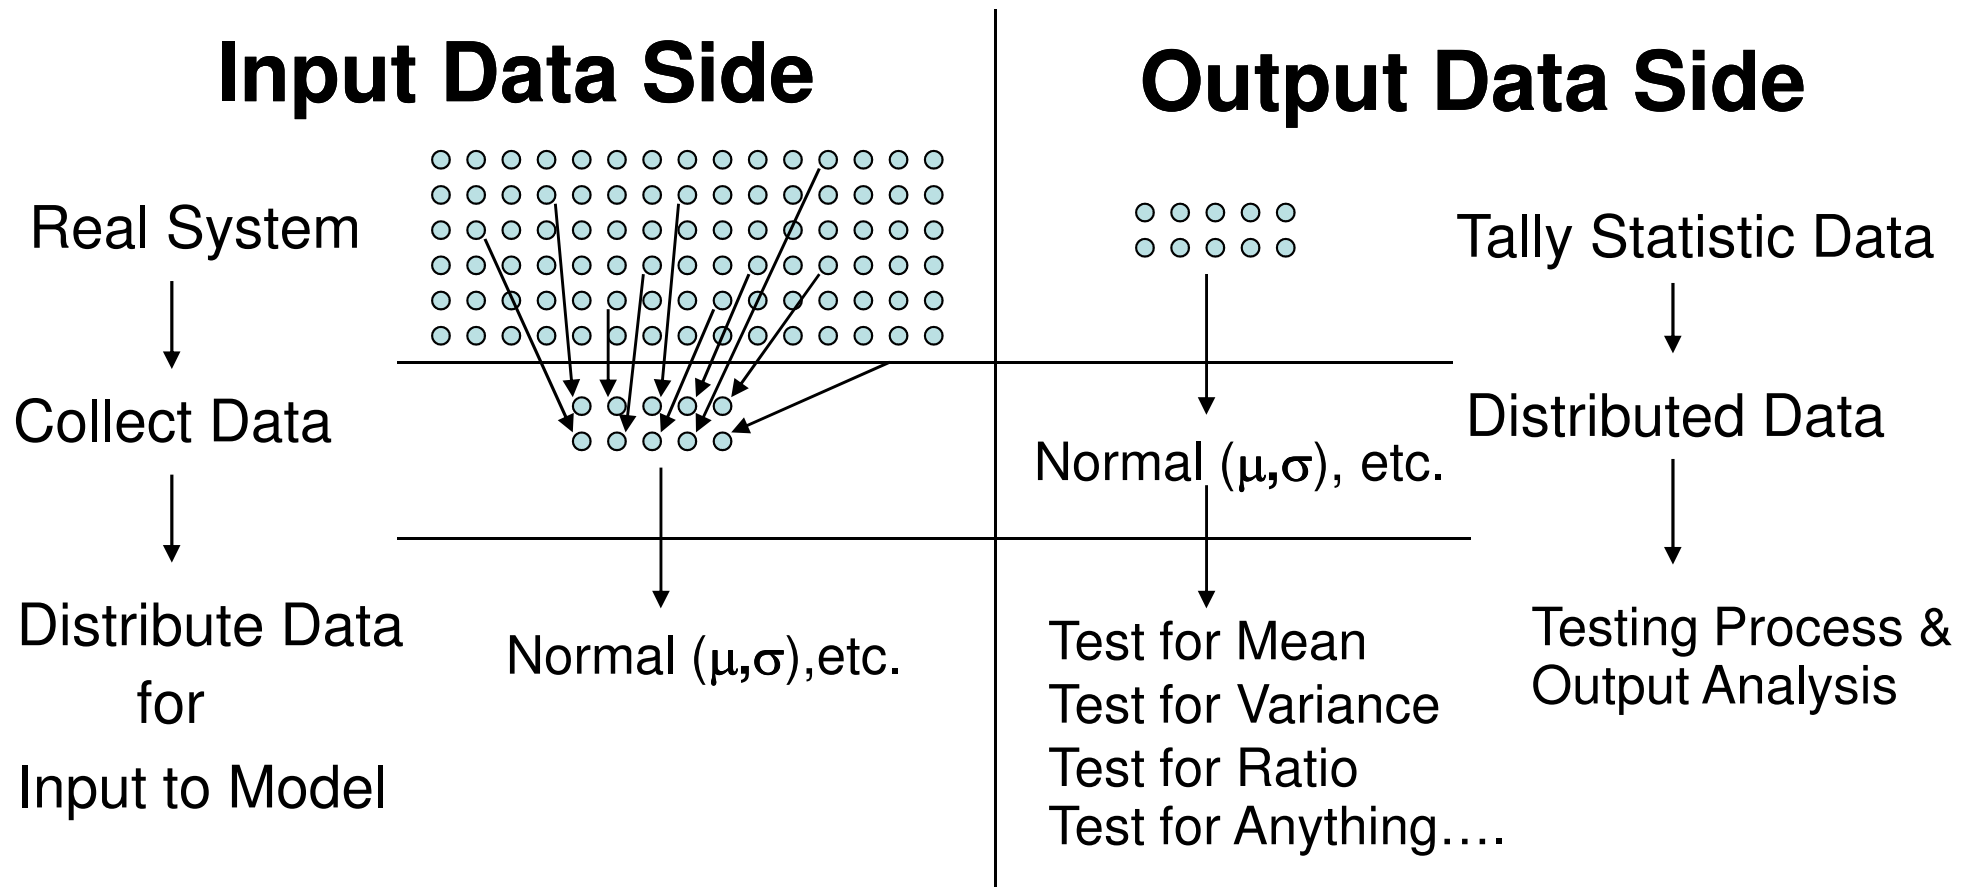 Input Data Side
Real System
Collect Data
Distribute Data
for
Input to Model
Normal (μ,σ),etc.
Output Data Side
Tally Statistic Data
Distributed Data
Normal (μ,σ), etc.
Testing Process &
Output Analysis
Test for Mean
Test for Variance
Test for Ratio
Test for Anything….